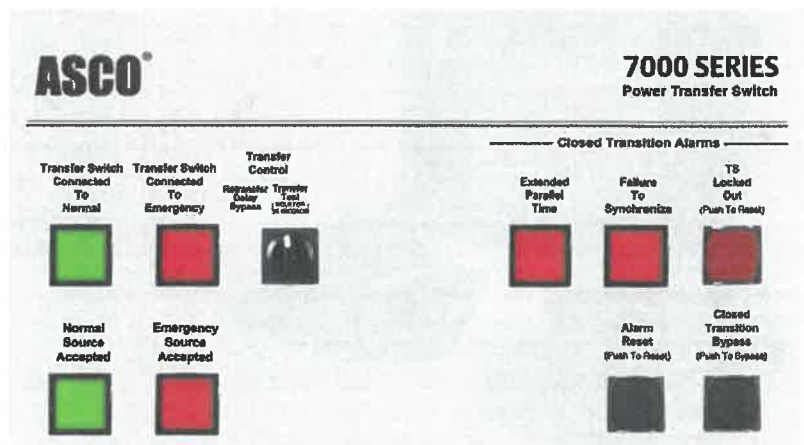 ASCO®
7000 SERIES
Power Transfer Switch
Closed Transition Alarms
Transfer Switch
Connected
To
Normal
Transfer Switch
Connected
To
Emergency
Transfer
Control
Retransfer
Delay
Bypass
Transfer
Test
Extended
Parallel
Time
Failure
To
Synchronize
TS
Locked
Out
(Push To Reset)
Normal
Source
Accepted
Emergency
Source
Accepted
Alarm
Reset
(Push To Reset)
Closed
Transition
Bypass
(Push To Bypass)